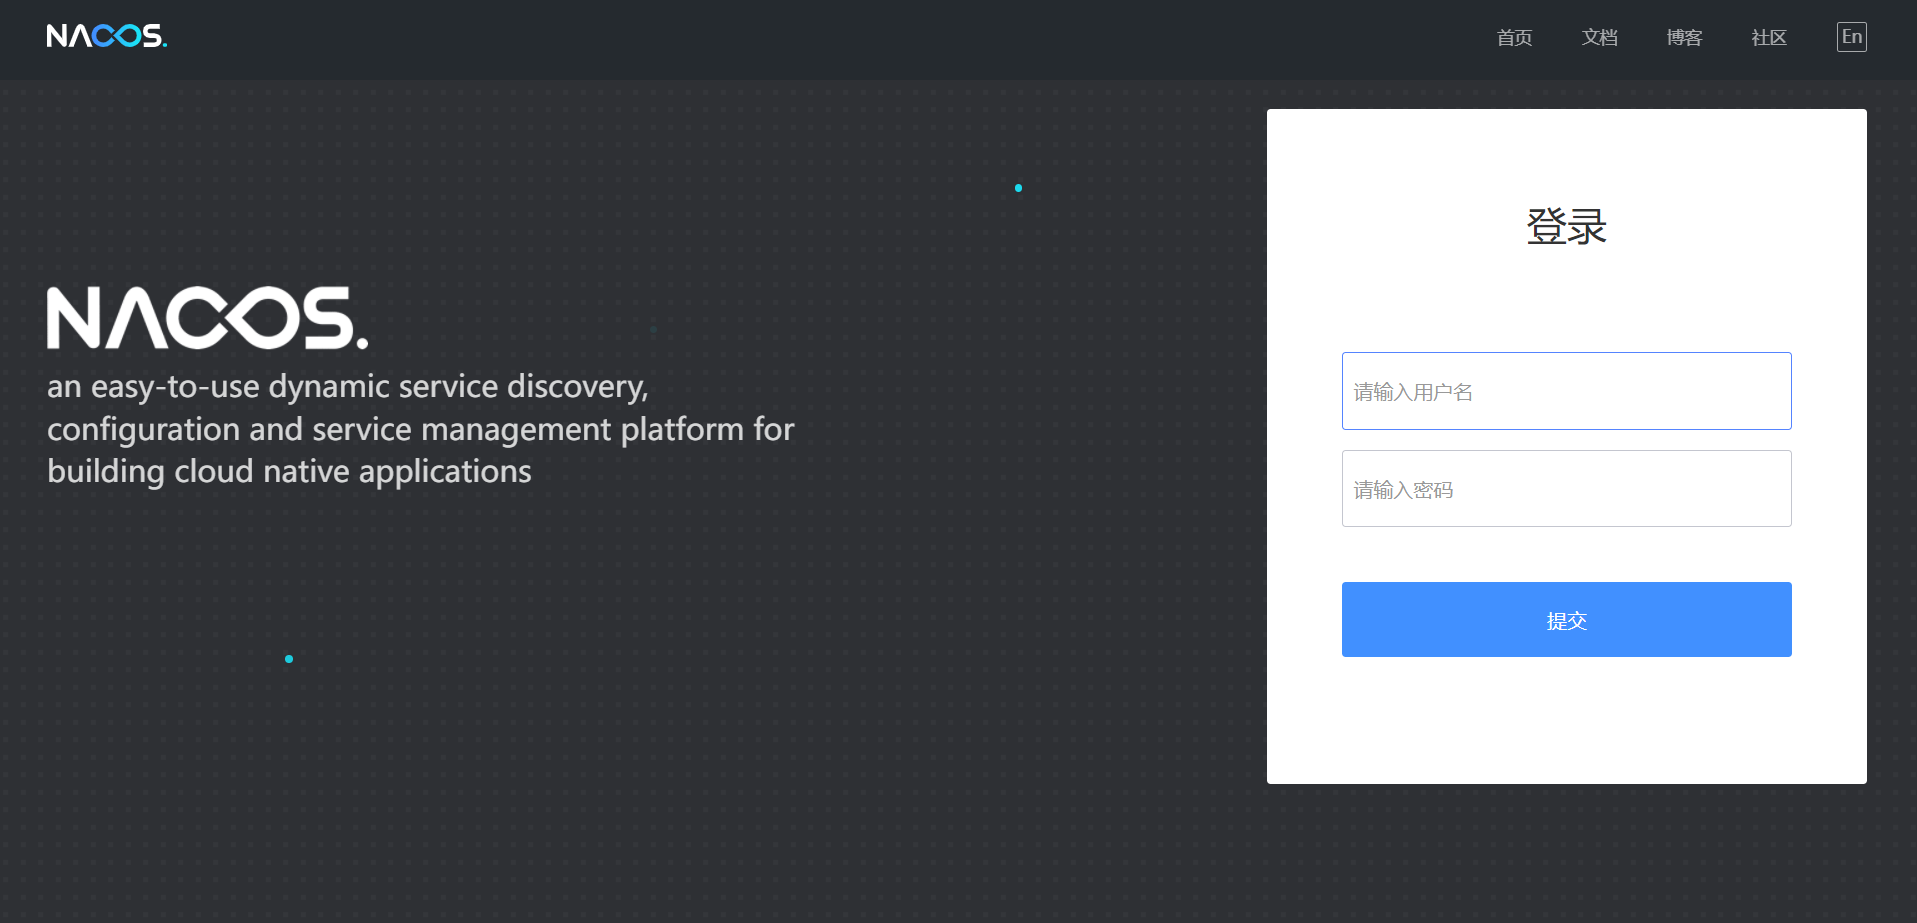 NACOS.
首页 文档 博客 社区 En
登录
NACOS.
an easy-to-use dynamic service discovery,
configuration and service management platform for
building cloud native applications
请输入用户名
请输入密码
提交